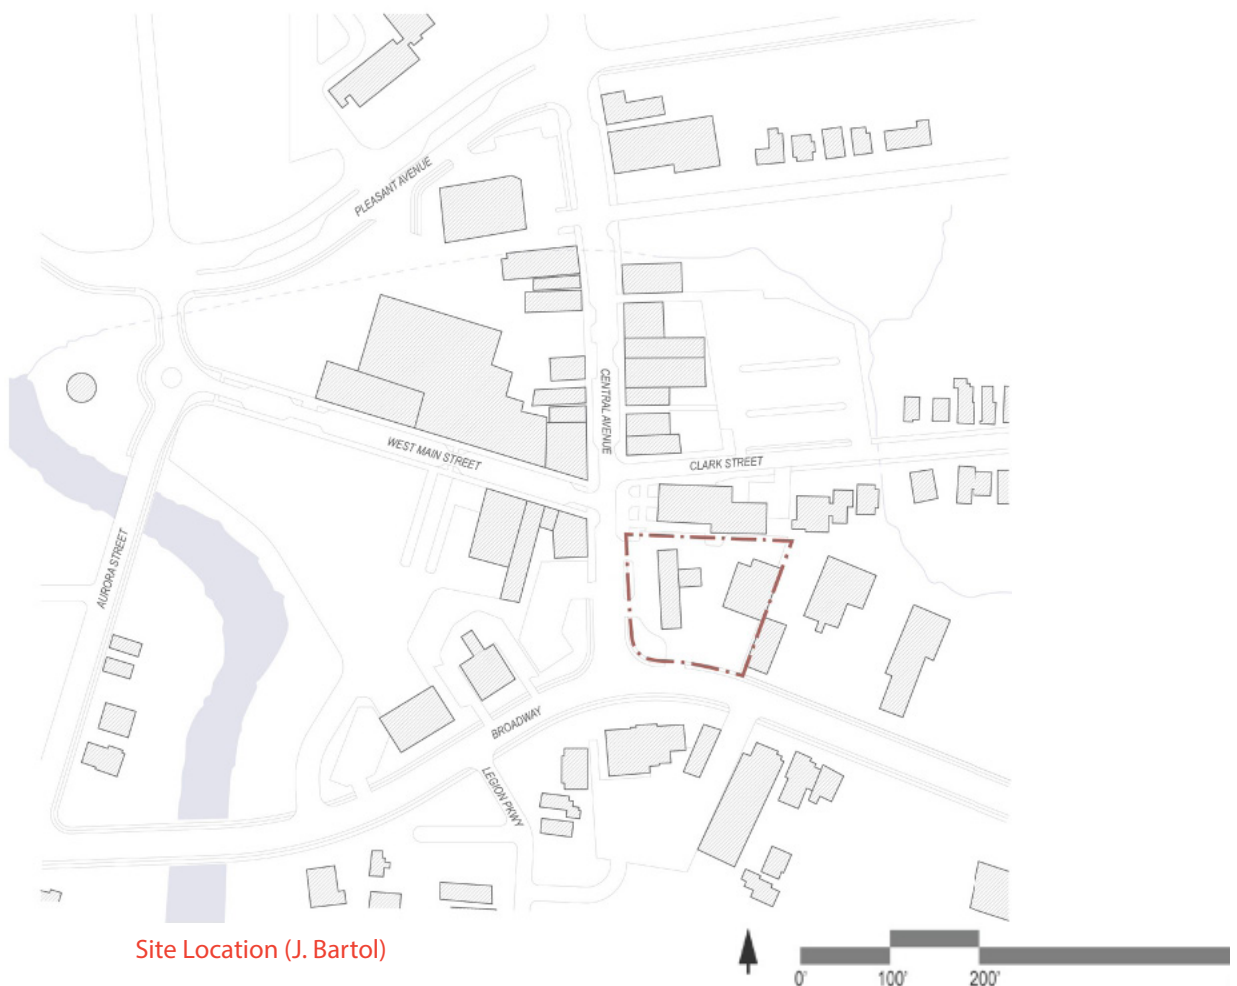 PLEASANT AVENUE
CENTRAL AVENUE
WEST MAIN STREET
CLARK STREET
AURORA STREET
BROADWAY
LEGION PKWY
Site Location (J. Bartol)
0' 100' 200'